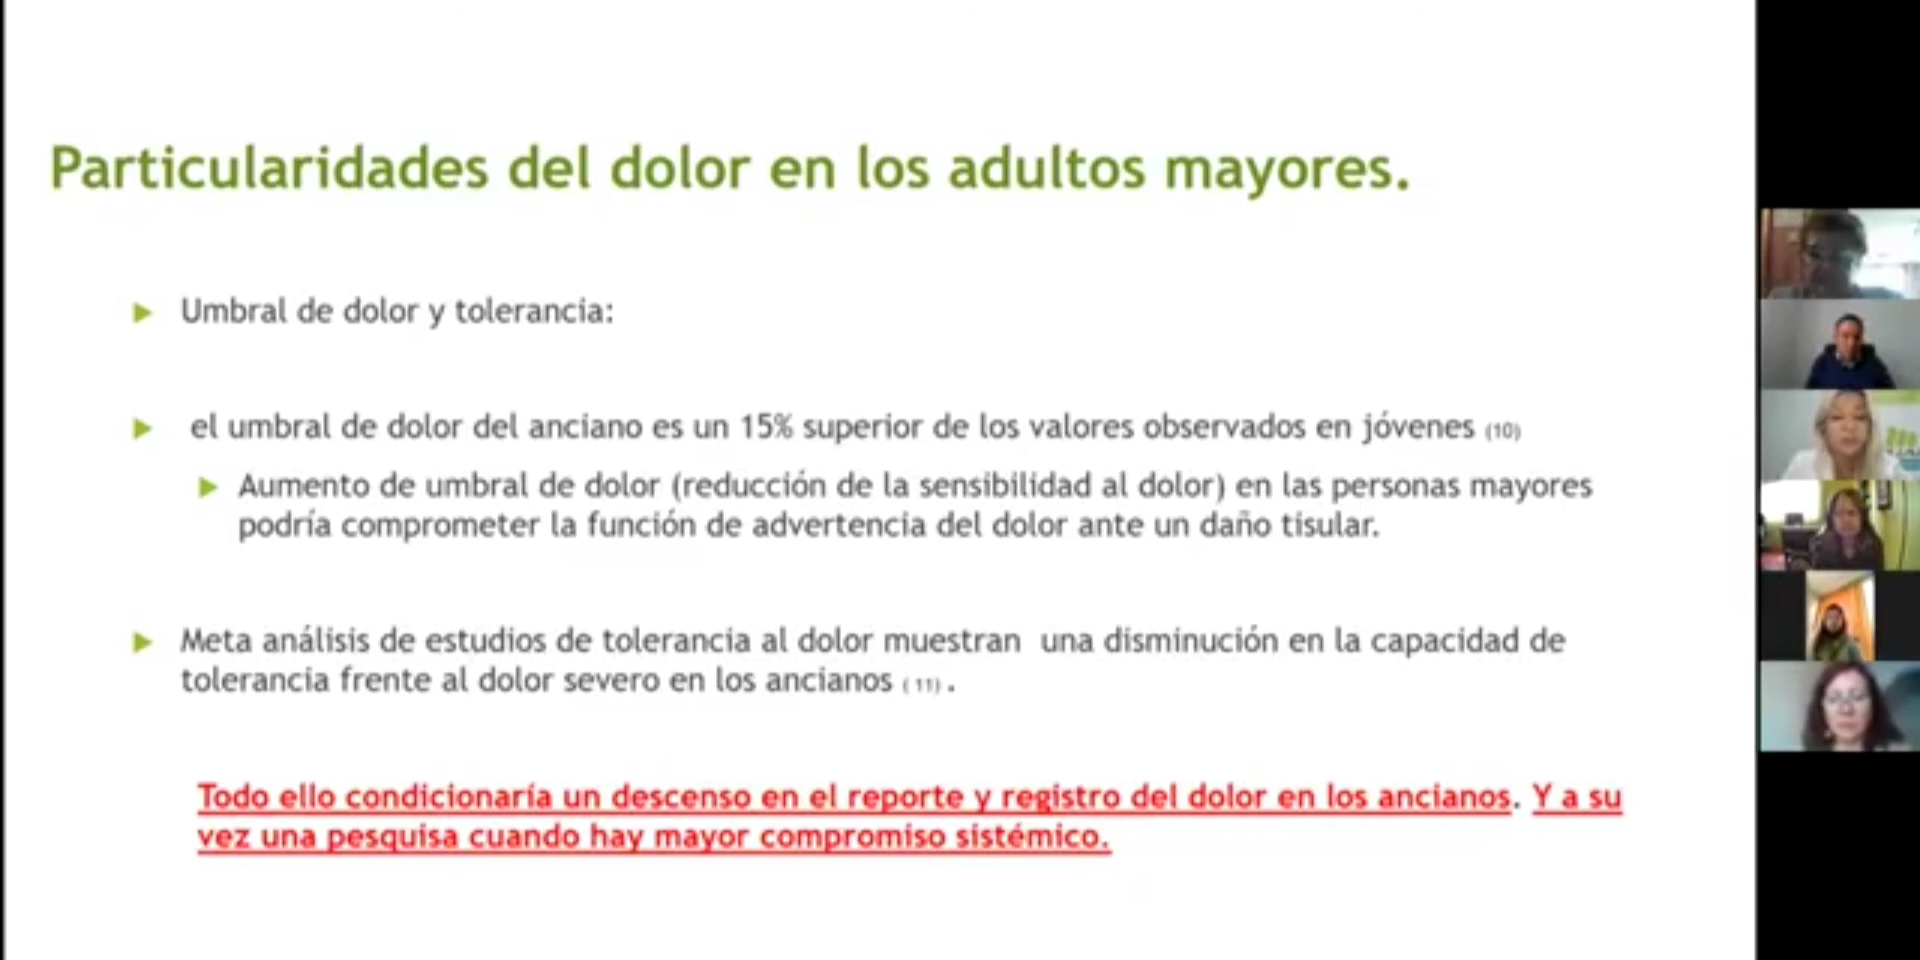 Particularidades del dolor en los adultos mayores.
Umbral de dolor y tolerancia:
el umbral de dolor del anciano es un 15% superior de los valores observados en jóvenes (10)
Aumento de umbral de dolor (reducción de la sensibilidad al dolor) en las personas mayores
podría comprometer la función de advertencia del dolor ante un daño tisular.
Meta análisis de estudios de tolerancia al dolor muestran una disminución en la capacidad de
tolerancia frente al dolor severo en los ancianos ( 11) .
Todo ello condicionaría un descenso en el reporte y registro del dolor en los ancianos. Y a su
vez una pesquisa cuando hay mayor compromiso sistémico.